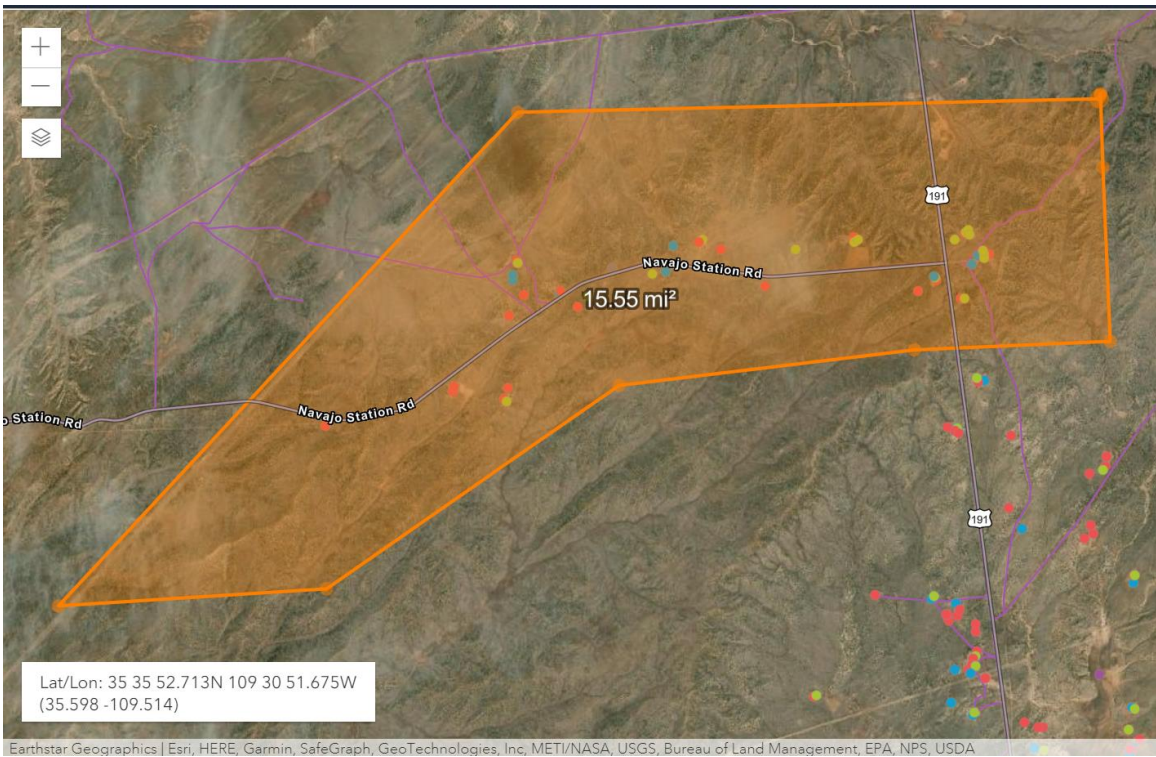 191
Navajo Station Rd
15.55 mi²
Navajo Station Rd
o Station Rd
191
Lat/Lon: 35 35 52.713N 109 30 51.675W
(35.598 -109.514)
Earthstar Geographics | Esri, HERE, Garmin, SafeGraph, GeoTechnologies, Inc, METI/NASA, USGS, Bureau of Land Management, EPA, NPS, USDA